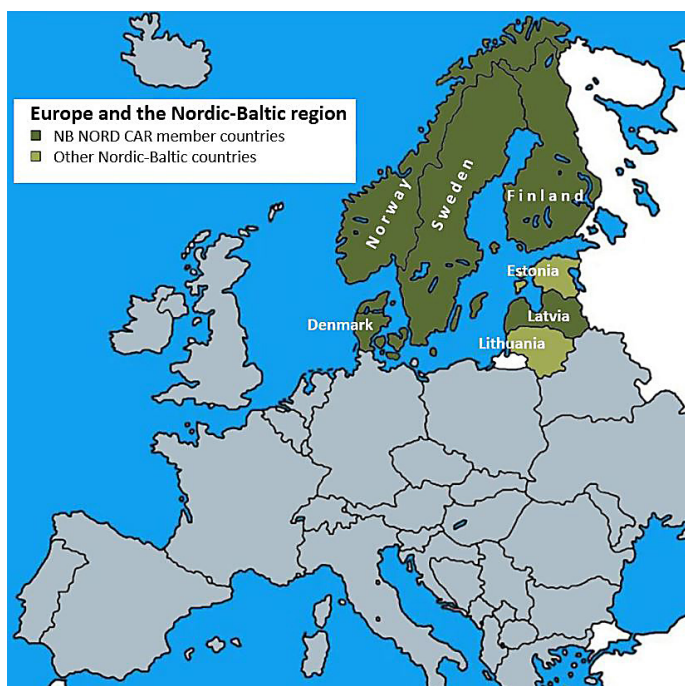 Europe and the Nordic-Baltic region
NB NORD CAR member countries
Other Nordic-Baltic countries
Norway
Sweden
Finland
Estonia
Denmark
Latvia
Lithuania